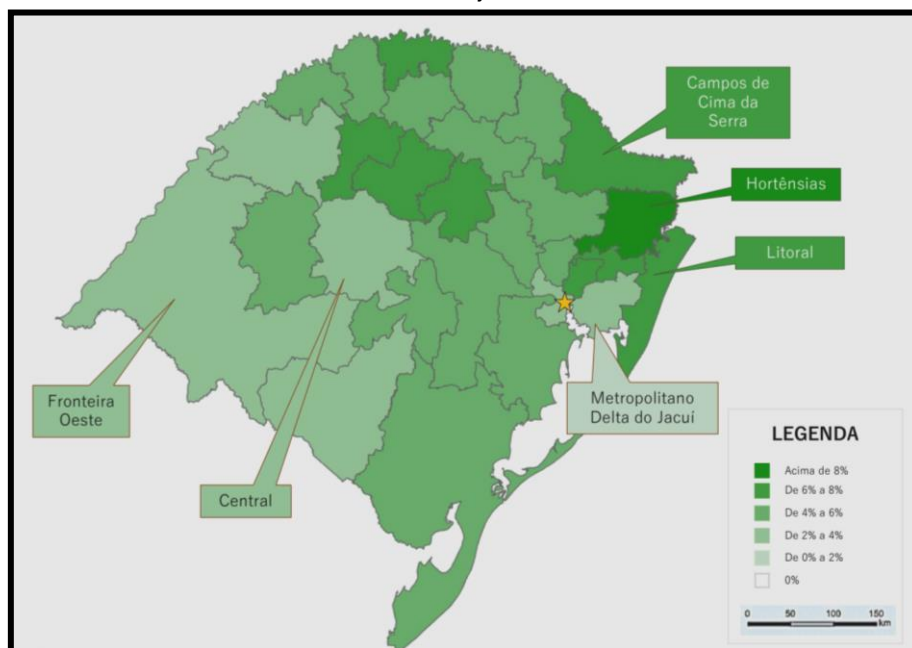 Campos de
Cima da
Serra
Hortênsias
Litoral
Fronteira
Oeste
Central
Metropolitano
Delta do Jacuí
LEGENDA
Acima de 8%
De 6% a 8%
De 4% a 6%
De 2% a 4%
De 0% a 2%
0%
0 50 100 150
km